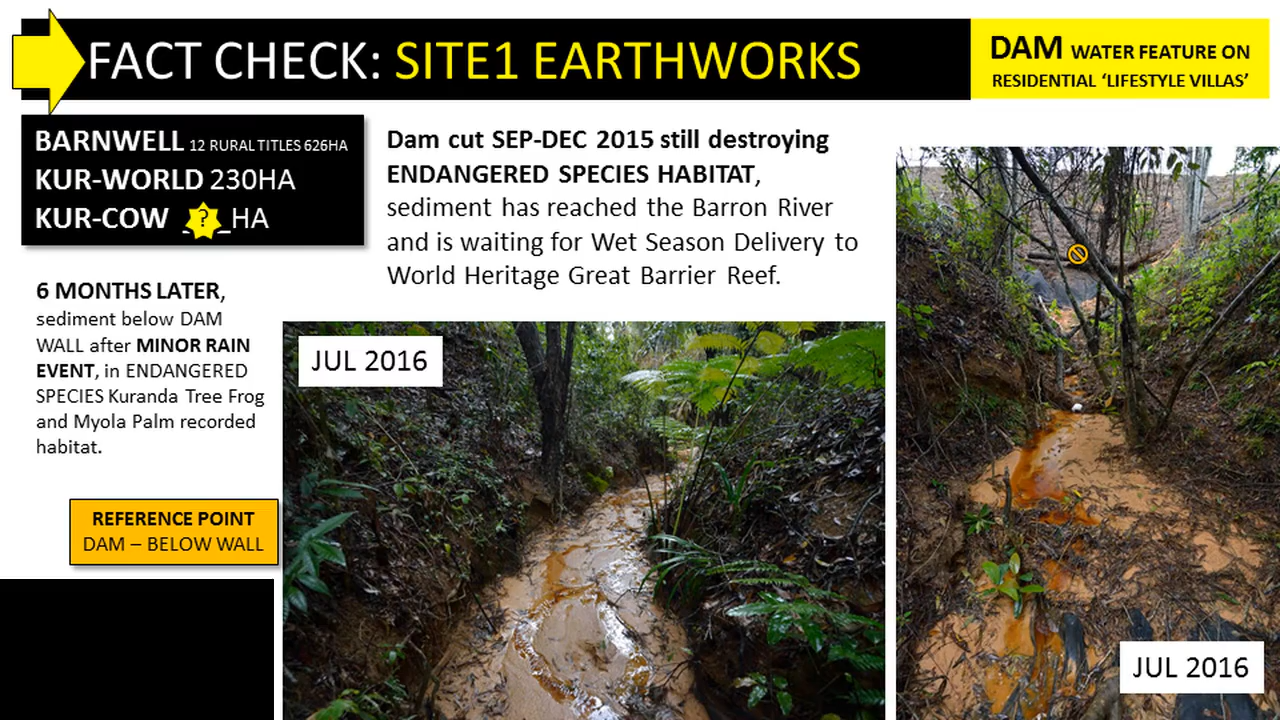 FACT CHECK: SITE1 EARTHWORKS
DAM WATER FEATURE ON
RESIDENTIAL ‘LIFESTYLE VILLAS’
BARNWELL 12 RURAL TITLES 626HA
KUR-WORLD 230HA
KUR-COW _?_HA
Dam cut SEP-DEC 2015 still destroying
ENDANGERED SPECIES HABITAT,
sediment has reached the Barron River
and is waiting for Wet Season Delivery to
World Heritage Great Barrier Reef.
6 MONTHS LATER,
sediment below DAM
WALL after MINOR RAIN
EVENT, in ENDANGERED
SPECIES Kuranda Tree Frog
and Myola Palm recorded
habitat.
REFERENCE POINT
DAM – BELOW WALL
JUL 2016
JUL 2016